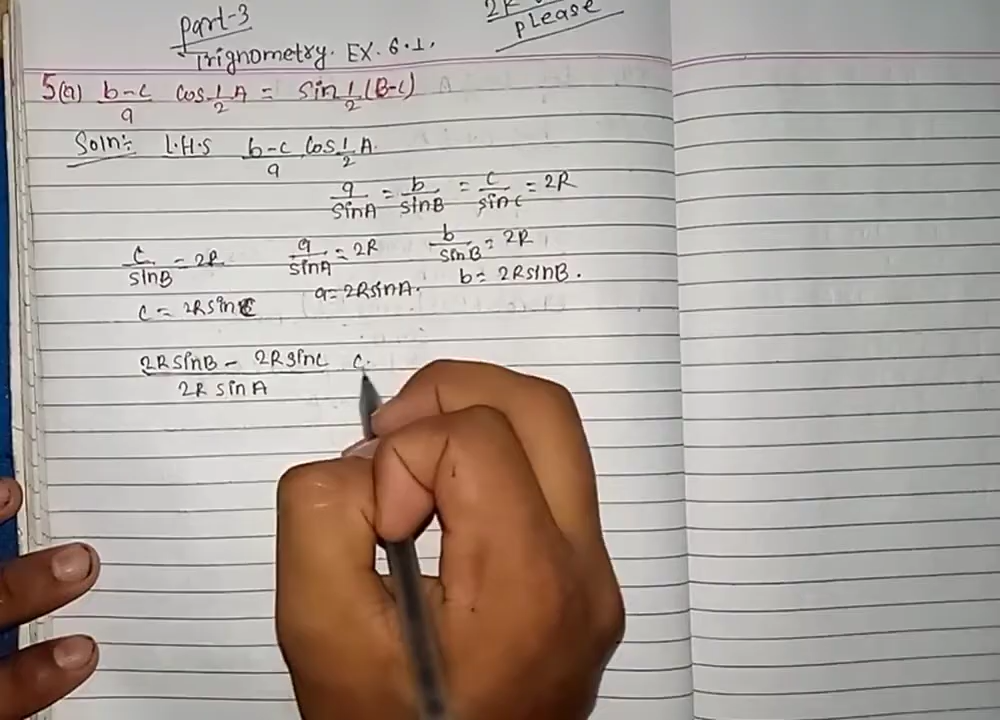 Part-3
2K
please
Trignometry. EX. 6.1.
5(a) b-c/a cos 1/2 A = sin 1/2 (B-C)
Soln:- L.H.S b-c/a cos 1/2 A.
a/sinA = b/sinB = c/sinC = 2R
c/sinB = 2R a/sinA = 2R b/sinB = 2R
c = 2RsinC a = 2RsinA. b = 2RsinB.
2RsinB - 2RsinC / 2R sinA c